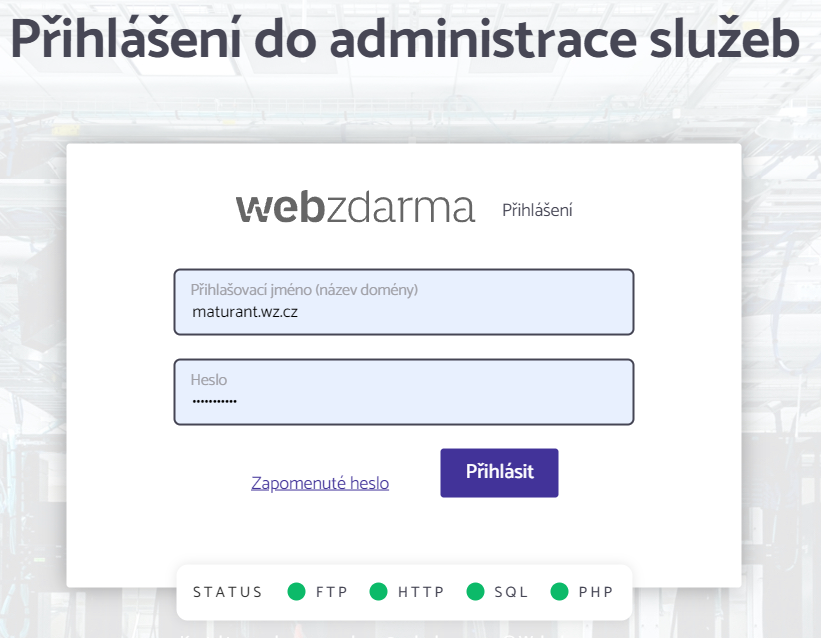 Přihlášení do administrace služeb
webzdarma Přihlášení
Přihlašovací jméno (název domény)
maturant.wz.cz
Heslo
•••••••••••
Zapomenuté heslo
Přihlásit
STATUS FTP HTTP SQL PHP